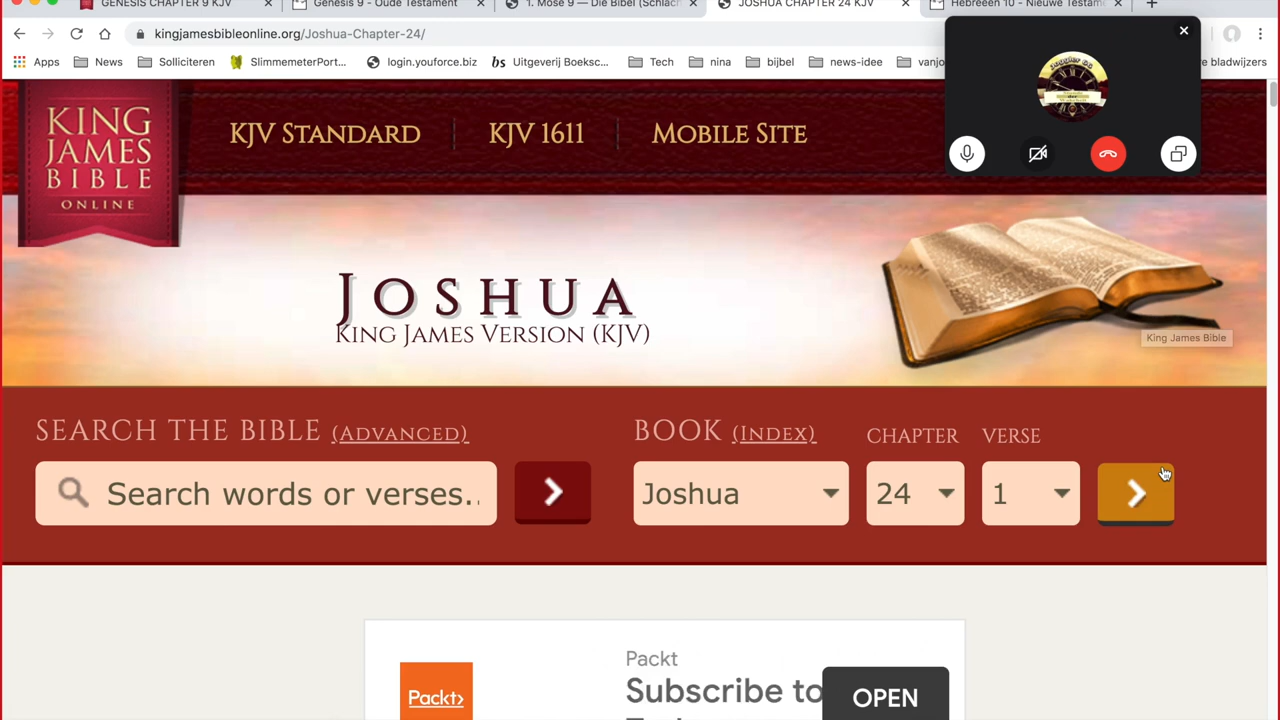 GENESIS CHAPTER 9 KJV
Genesis 9 - Oude Testament
1. Mose 9 — Die Bibel (Schlach
JOSHUA CHAPTER 24 KJV
Hebreeën 10 - Nieuwe Testame
kingjamesbibleonline.org/Joshua-Chapter-24/
Apps
News
Solliciteren
SlimmemeterPort...
login.youforce.biz
bs Uitgeverij Boeksc...
Tech
nina
bijbel
news-idee
vanjo
e bladwijzers
KING
JAMES
BIBLE
ONLINE
KJV STANDARD
KJV 1611
MOBILE SITE
JOSHUA
KING JAMES VERSION (KJV)
King James Bible
SEARCH THE BIBLE (ADVANCED)
BOOK (INDEX)
CHAPTER
VERSE
Search words or verses..
Joshua
24
1
Packt
Subscribe to
Packt>
OPEN